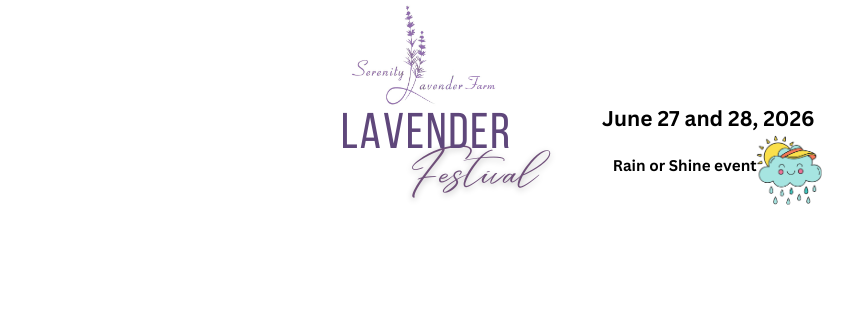 Serenity Lavender Farm
LAVENDER
Festival
June 27 and 28, 2026
Rain or Shine event